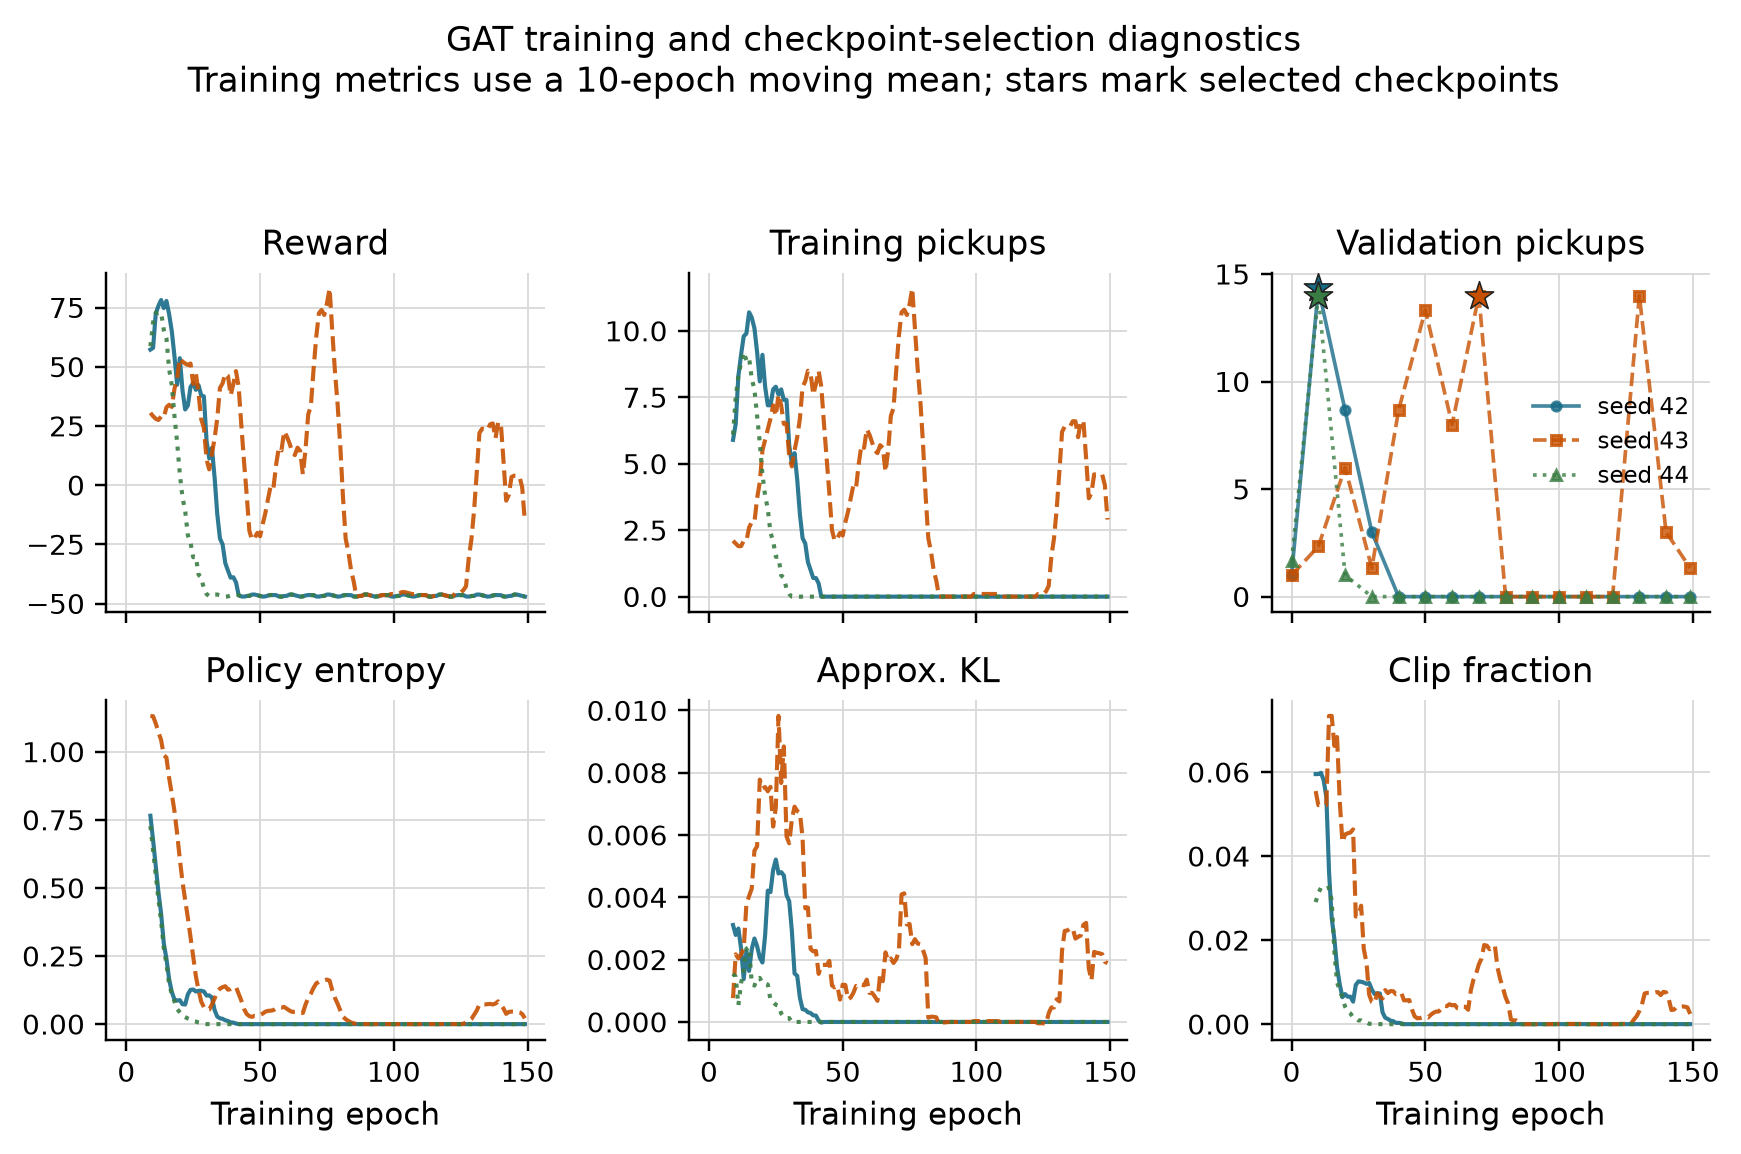 GAT training and checkpoint-selection diagnostics
Training metrics use a 10-epoch moving mean; stars mark selected checkpoints
Reward
75
50
25
0
−25
−50
Training pickups
10.0
7.5
5.0
2.5
0.0
Validation pickups
15
10
5
0
seed 42
seed 43
seed 44
Policy entropy
1.00
0.75
0.50
0.25
0.00
0 50 100 150
Training epoch
Approx. KL
0.010
0.008
0.006
0.004
0.002
0.000
0 50 100 150
Training epoch
Clip fraction
0.06
0.04
0.02
0.00
0 50 100 150
Training epoch